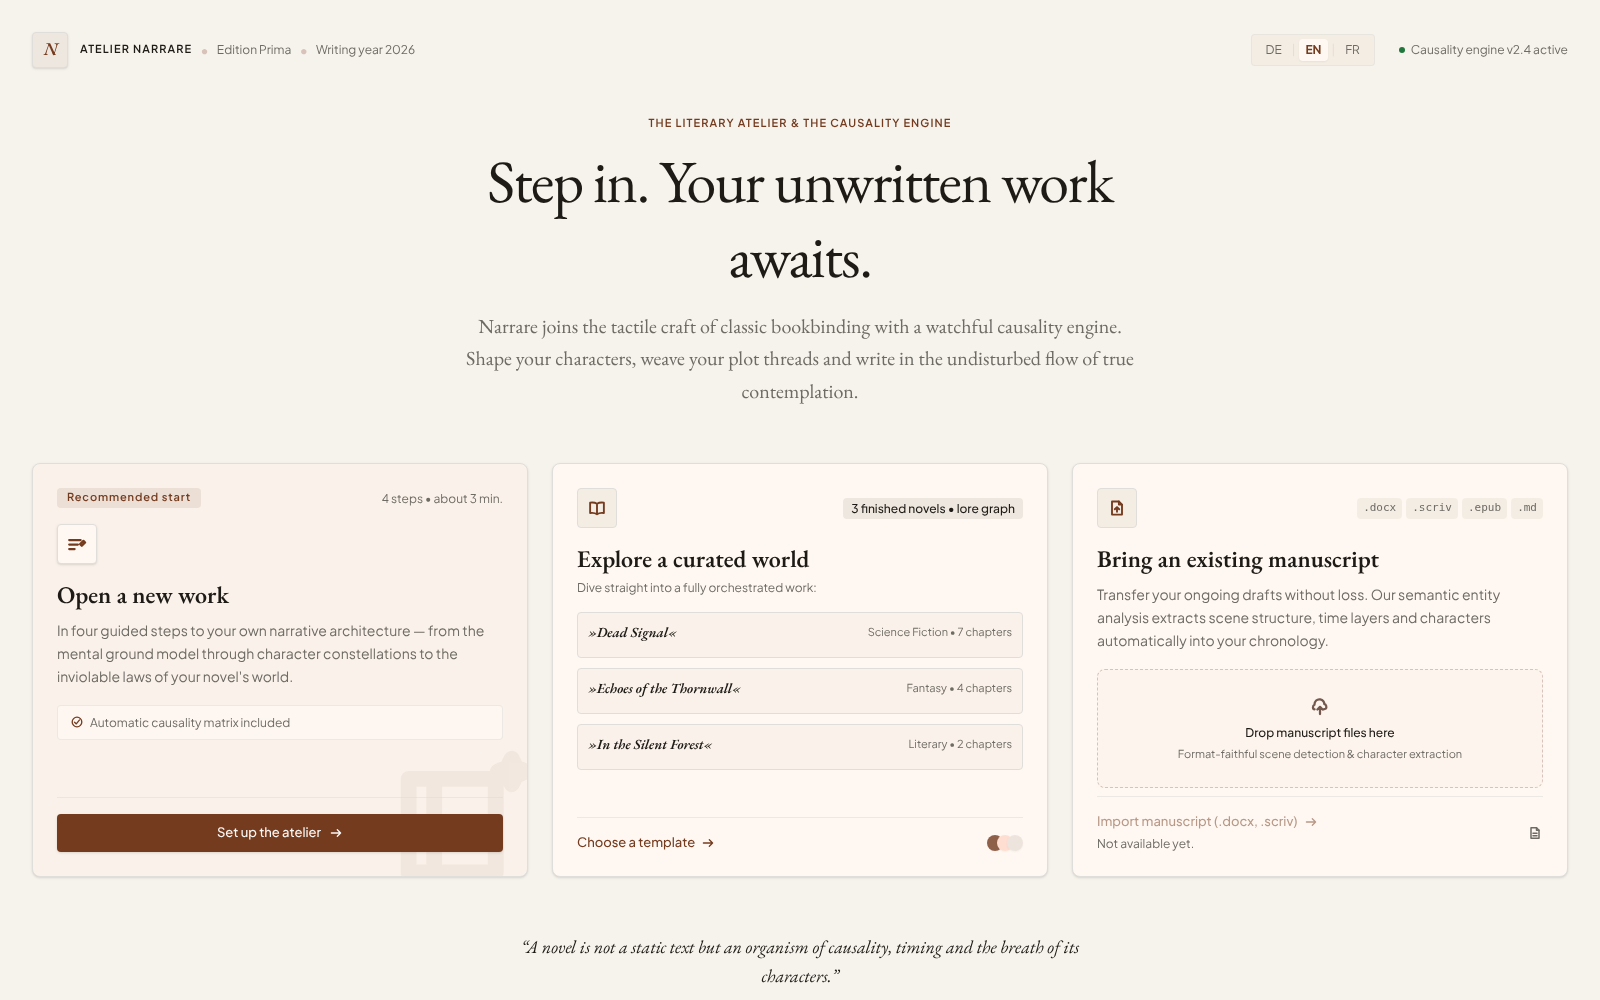 N ATELIER NARRARE • Edition Prima • Writing year 2026
DE EN FR
Causality engine v2.4 active
THE LITERARY ATELIER & THE CAUSALITY ENGINE
Step in. Your unwritten work
awaits.
Narrare joins the tactile craft of classic bookbinding with a watchful causality engine.
Shape your characters, weave your plot threads and write in the undisturbed flow of true
contemplation.
Recommended start
4 steps • about 3 min.
Open a new work
In four guided steps to your own narrative architecture — from the
mental ground model through character constellations to the
inviolable laws of your novel's world.
Automatic causality matrix included
Set up the atelier →
3 finished novels • lore graph
Explore a curated world
Dive straight into a fully orchestrated work:
»Dead Signal« Science Fiction • 7 chapters
»Echoes of the Thornwall« Fantasy • 4 chapters
»In the Silent Forest« Literary • 2 chapters
Choose a template →
.docx .scriv .epub .md
Bring an existing manuscript
Transfer your ongoing drafts without loss. Our semantic entity
analysis extracts scene structure, time layers and characters
automatically into your chronology.
Drop manuscript files here
Format-faithful scene detection & character extraction
Import manuscript (.docx, .scriv) →
Not available yet.
“A novel is not a static text but an organism of causality, timing and the breath of its
characters.”